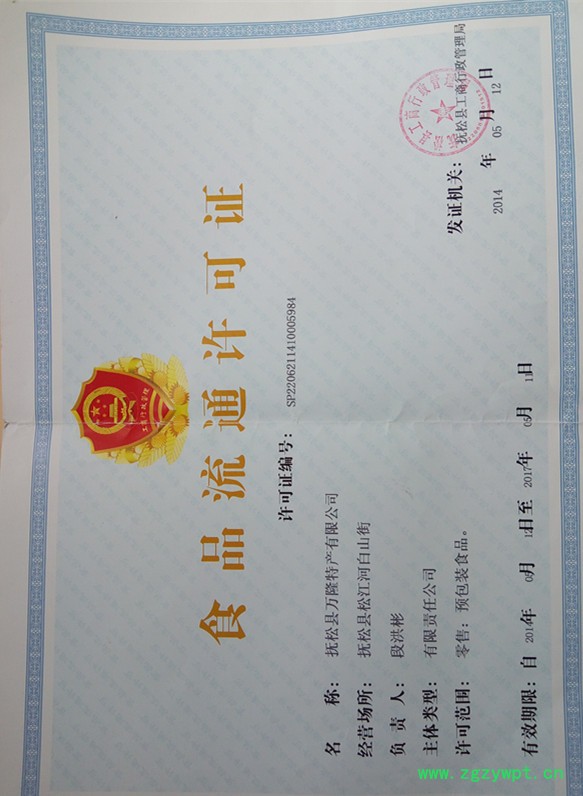 食品流通许可证
许可证编号: SP2206211410005984
名 称: 抚松县万隆特产有限公司
经营场所: 抚松县松江河白山街
负 责 人: 段洪彬
主体类型: 有限责任公司
许可范围: 零售: 预包装食品。
有效期限: 自 2014年 05月 12日至 2017年 05月 11日
发证机关: 抚松县工商行政管理局
2014 年 05 月 12 日
www.zgzywpt.cn